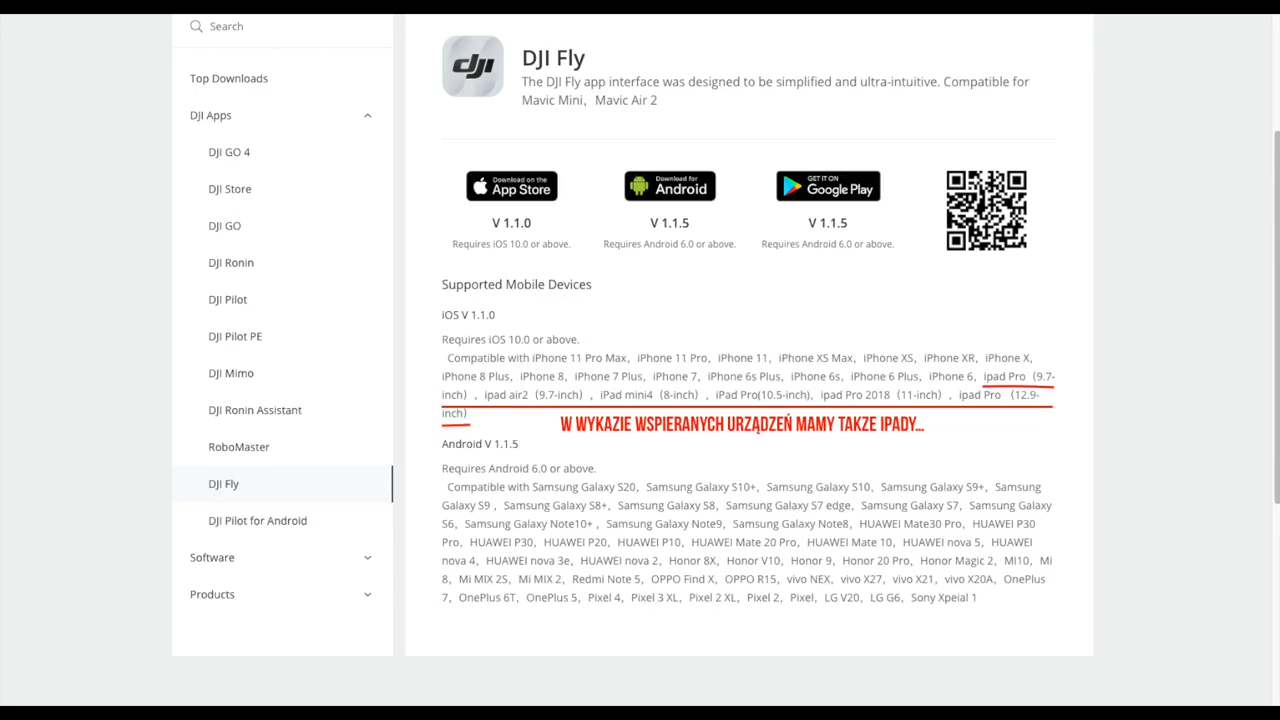 Search
Top Downloads
DJI Apps
DJI GO 4
DJI Store
DJI GO
DJI Ronin
DJI Pilot
DJI Pilot PE
DJI Mimo
DJI Ronin Assistant
RoboMaster
DJI Fly
DJI Pilot for Android
Software
Products
dji
DJI Fly
The DJI Fly app interface was designed to be simplified and ultra-intuitive. Compatible for
Mavic Mini，Mavic Air 2
Download on the
App Store
V 1.1.0
Requires iOS 10.0 or above.
Download for
Android
V 1.1.5
Requires Android 6.0 or above.
GET IT ON
Google Play
V 1.1.5
Requires Android 6.0 or above.
Supported Mobile Devices
iOS V 1.1.0
Requires iOS 10.0 or above.
Compatible with iPhone 11 Pro Max，iPhone 11 Pro，iPhone 11，iPhone XS Max，iPhone XS，iPhone XR，iPhone X，
iPhone 8 Plus，iPhone 8，iPhone 7 Plus，iPhone 7，iPhone 6s Plus，iPhone 6s，iPhone 6 Plus，iPhone 6，ipad Pro（9.7-
inch），ipad air2（9.7-inch），iPad mini4（8-inch），iPad Pro(10.5-inch)，ipad Pro 2018（11-inch），ipad Pro （12.9-
inch）
W WYKAZIE WSPIERANYCH URZĄDZEŃ MAMY TAKZE IPADY...
Android V 1.1.5
Requires Android 6.0 or above.
Compatible with Samsung Galaxy S20，Samsung Galaxy S10+，Samsung Galaxy S10，Samsung Galaxy S9+，Samsung
Galaxy S9，Samsung Galaxy S8+，Samsung Galaxy S8，Samsung Galaxy S7 edge，Samsung Galaxy S7，Samsung Galaxy
S6，Samsung Galaxy Note10+，Samsung Galaxy Note9，Samsung Galaxy Note8，HUAWEI Mate30 Pro，HUAWEI P30
Pro，HUAWEI P30，HUAWEI P20，HUAWEI P10，HUAWEI Mate 20 Pro，HUAWEI Mate 10，HUAWEI nova 5，HUAWEI
nova 4，HUAWEI nova 3e，HUAWEI nova 2，Honor 8X，Honor V10，Honor 9，Honor 20 Pro，Honor Magic 2，MI10，Mi
8，Mi MIX 2S，Mi MIX 2，Redmi Note 5，OPPO Find X，OPPO R15，vivo NEX，vivo X27，vivo X21，vivo X20A，OnePlus
7，OnePlus 6T，OnePlus 5，Pixel 4，Pixel 3 XL，Pixel 2 XL，Pixel 2，Pixel，LG V20，LG G6，Sony Xpeial 1